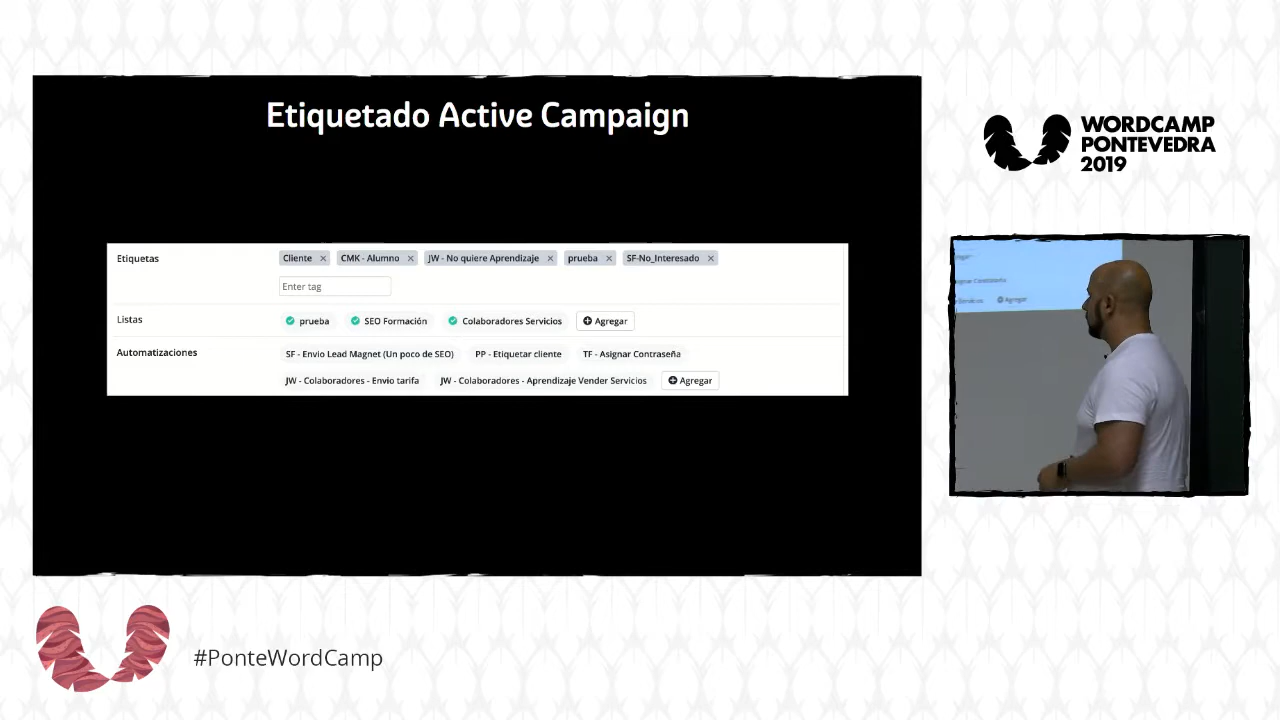 Etiquetado Active Campaign
Etiquetas
Cliente × CMK - Alumno × JW - No quiere Aprendizaje × prueba × SF-No_Interesado ×
Enter tag
Listas
prueba SEO Formación Colaboradores Servicios Agregar
Automatizaciones
SF - Envio Lead Magnet (Un poco de SEO) PP - Etiquetar cliente TF - Asignar Contraseña
JW - Colaboradores - Envio tarifa JW - Colaboradores - Aprendizaje Vender Servicios Agregar
WORDCAMP
PONTEVEDRA
2019
Agregar
#PonteWordCamp